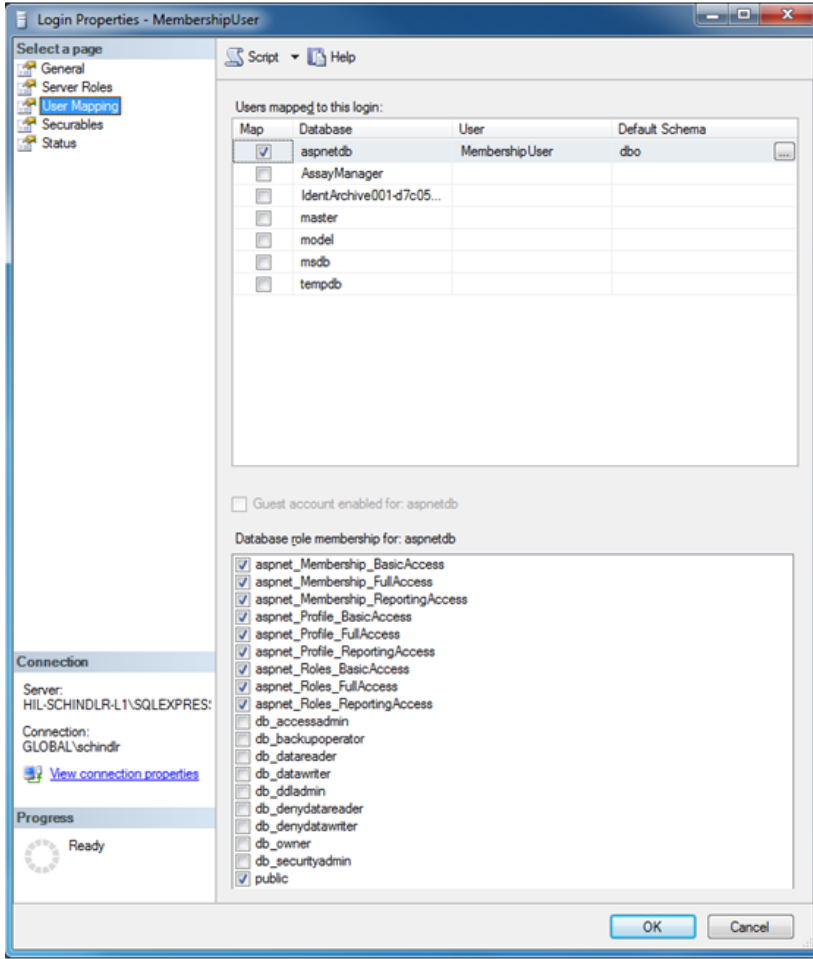 Login Properties - MembershipUser
Select a page
General
Server Roles
User Mapping
Securables
Status
Script Help
Users mapped to this login:
Map Database User Default Schema
aspnetdb MembershipUser dbo ...
AssayManager
IdentArchive001-d7c05...
master
model
msdb
tempdb
Guest account enabled for: aspnetdb
Database role membership for: aspnetdb
aspnet_Membership_BasicAccess
aspnet_Membership_FullAccess
aspnet_Membership_ReportingAccess
aspnet_Profile_BasicAccess
aspnet_Profile_FullAccess
aspnet_Profile_ReportingAccess
aspnet_Roles_BasicAccess
aspnet_Roles_FullAccess
aspnet_Roles_ReportingAccess
db_accessadmin
db_backupoperator
db_datareader
db_datawriter
db_ddladmin
db_denydatareader
db_denydatawriter
db_owner
db_securityadmin
public
Connection
Server:
HIL-SCHINDLR-L1\SQLEXPRES
Connection:
GLOBAL\schindlr
View connection properties
Progress
Ready
OK Cancel